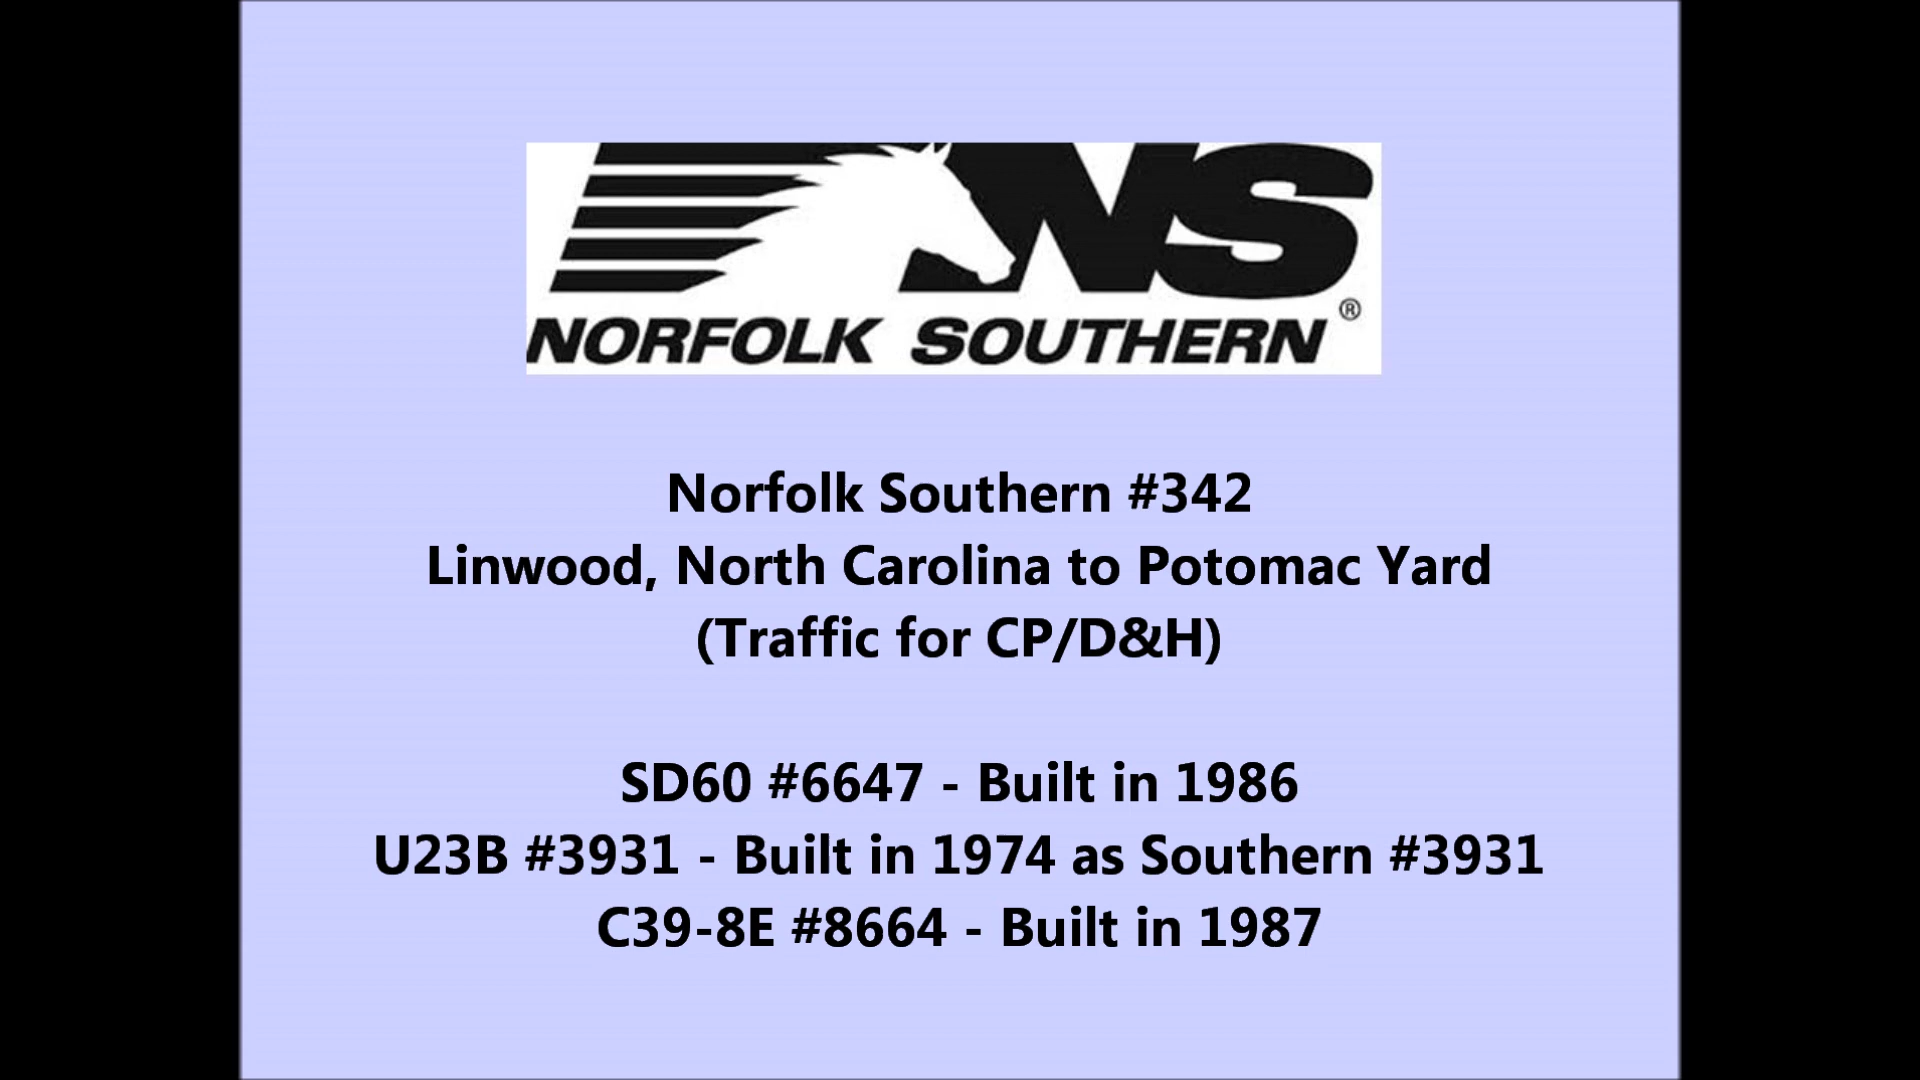 NS
NORFOLK SOUTHERN®
Norfolk Southern #342
Linwood, North Carolina to Potomac Yard
(Traffic for CP/D&H)
SD60 #6647 - Built in 1986
U23B #3931 - Built in 1974 as Southern #3931
C39-8E #8664 - Built in 1987